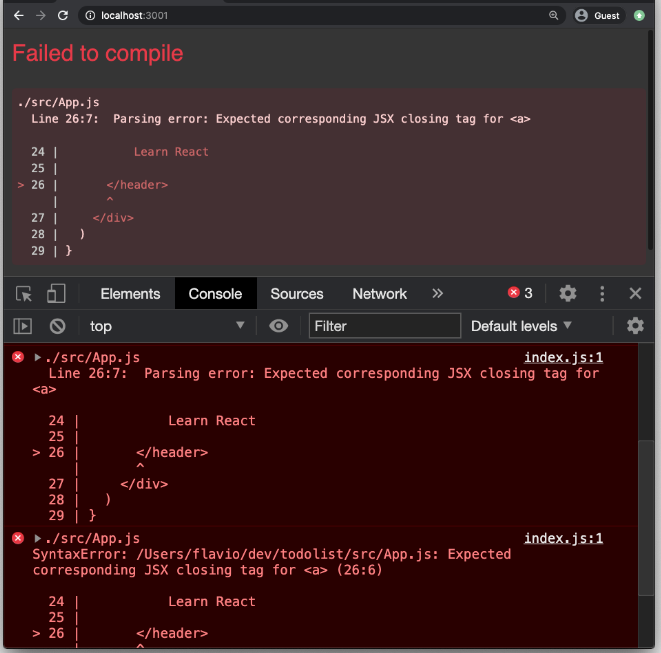 localhost:3001
Guest
Failed to compile
./src/App.js
Line 26:7:  Parsing error: Expected corresponding JSX closing tag for <a>
24 |           Learn React
25 |
> 26 |       </header>
|       ^
27 |     </div>
28 |   )
29 | }
Elements Console Sources Network » 3
top Filter Default levels
./src/App.js index.js:1
Line 26:7:  Parsing error: Expected corresponding JSX closing tag for
<a>
24 |           Learn React
25 |
> 26 |       </header>
|       ^
27 |     </div>
28 |   )
29 | }
./src/App.js index.js:1
SyntaxError: /Users/flavio/dev/todolist/src/App.js: Expected
corresponding JSX closing tag for <a> (26:6)
24 |           Learn React
25 |
> 26 |       </header>
|       ^